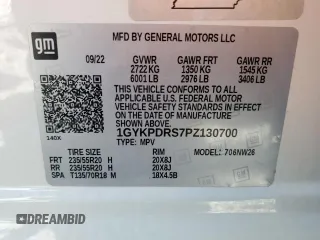 gm
MFD BY GENERAL MOTORS LLC
09/22 GVWR GAWR FRT GAWR RR
2722 KG 1350 KG 1545 KG
6001 LB 2976 LB 3406 LB
THIS VEHICLE CONFORMS TO ALL APPLICABLE
U.S. FEDERAL MOTOR VEHICLE SAFETY
STANDARDS IN EFFECT ON THE DATE OF
MANUFACTURE SHOWN ABOVE.
1GYKPDRS7PZ130700
140X TYPE: MPV MODEL: 706NW26
TIRE SIZE RIM
FRT 235/55R20 H 20X8J
RR 235/55R20 H 20X8J
SPA T135/70R18 M 18X4.5B
DREAMBID